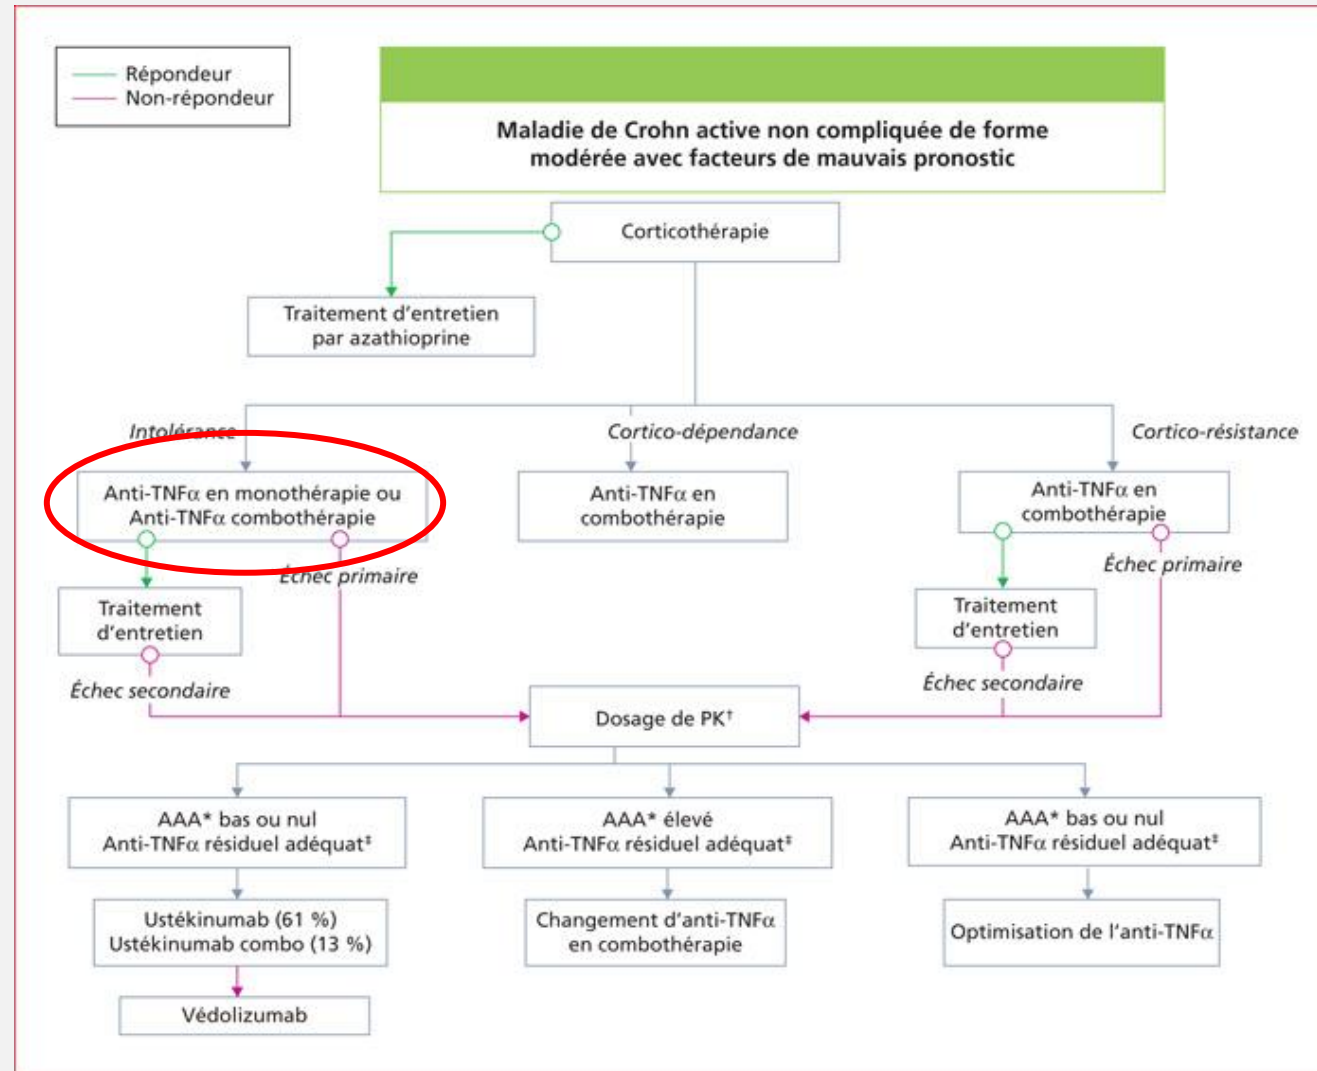 Répondeur
Non-répondeur
Maladie de Crohn active non compliquée de forme
modérée avec facteurs de mauvais pronostic
Corticothérapie
Traitement d'entretien
par azathioprine
Intolérance
Cortico-dépendance
Cortico-résistance
Anti-TNFα en monothérapie ou
Anti-TNFα combothérapie
Anti-TNFα en
combothérapie
Anti-TNFα en
combothérapie
Échec primaire
Échec primaire
Traitement
d'entretien
Traitement
d'entretien
Échec secondaire
Échec secondaire
Dosage de PK†
AAA* bas ou nul
Anti-TNFα résiduel adéquat‡
AAA* élevé
Anti-TNFα résiduel adéquat‡
AAA* bas ou nul
Anti-TNFα résiduel adéquat‡
Ustékinumab (61 %)
Ustékinumab combo (13 %)
Changement d'anti-TNFα
en combothérapie
Optimisation de l'anti-TNFα
Védolizumab